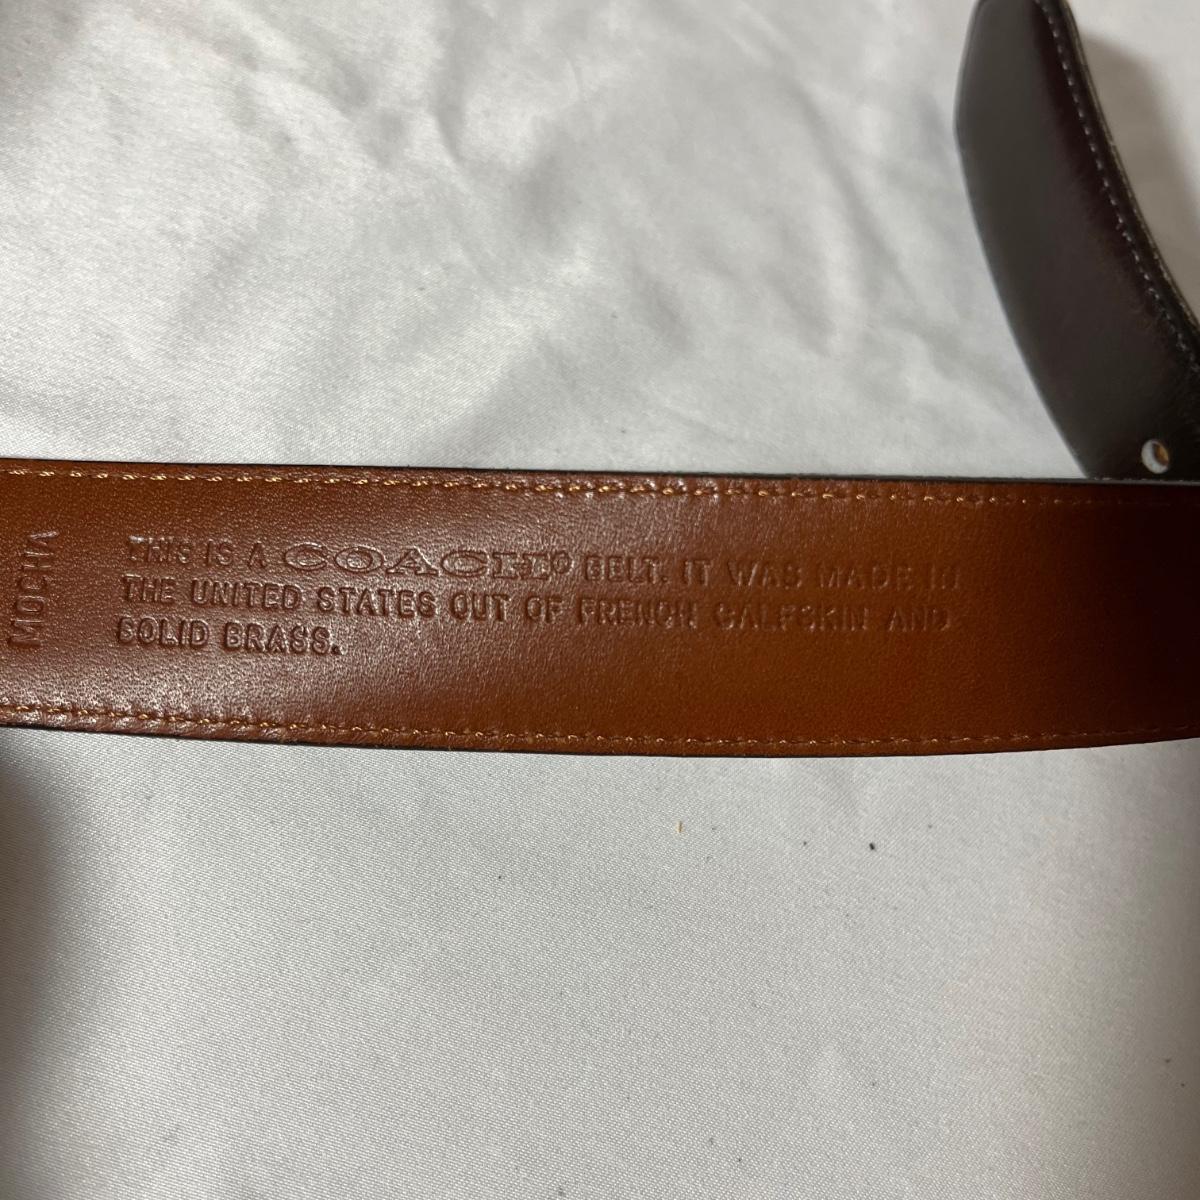 MOCHA
THIS IS A COACH® BELT. IT WAS MADE IN
THE UNITED STATES OUT OF FRENCH CALFSKIN AND
SOLID BRASS.